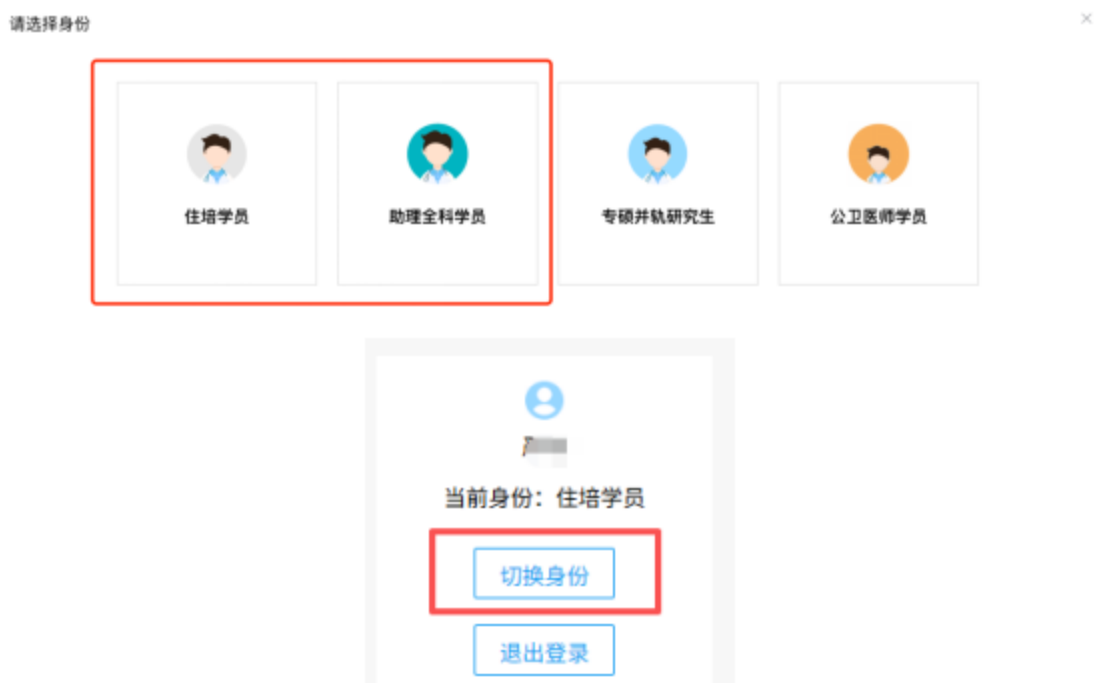 请选择身份
住培学员
助理全科学员
专硕并轨研究生
公卫医师学员
当前身份：住培学员
切换身份
退出登录